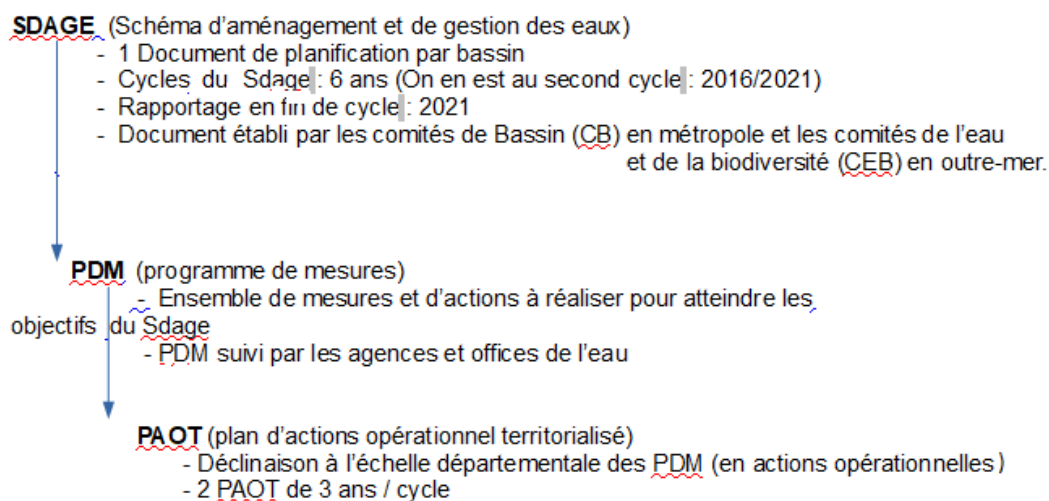 SDAGE (Schéma d’aménagement et de gestion des eaux)
- 1 Document de planification par bassin
- Cycles du Sdage : 6 ans (On en est au second cycle : 2016/2021)
- Rapportage en fin de cycle : 2021
- Document établi par les comités de Bassin (CB) en métropole et les comités de l’eau
et de la biodiversité (CEB) en outre-mer.
PDM (programme de mesures)
- Ensemble de mesures et d’actions à réaliser pour atteindre les
objectifs du Sdage
- PDM suivi par les agences et offices de l’eau
PAOT (plan d’actions opérationnel territorialisé)
- Déclinaison à l’échelle départementale des PDM (en actions opérationnelles)
- 2 PAOT de 3 ans / cycle